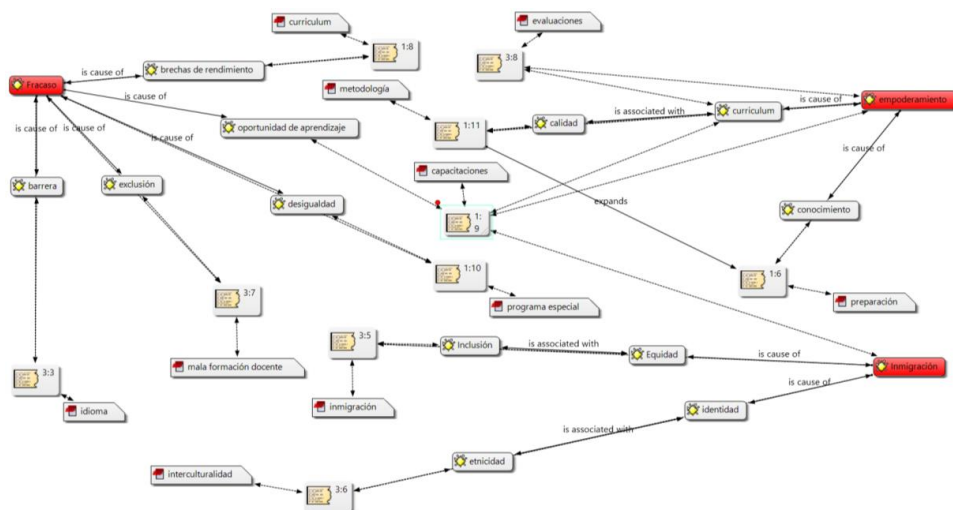 curriculum
evaluaciones
1:8
is cause of
brechas de rendimiento
3:8
Fracaso
metodología
empoderamiento
is associated with
curriculum
is cause of
is cause of
is cause of
is cause of
oportunidad de aprendizaje
1:11
calidad
is cause of
capacitaciones
barrera
exclusión
desigualdad
expands
conocimiento
1:
9
1:10
1:6
3:7
programa especial
preparación
3:5
Inclusión
is associated with
Equidad
is cause of
Inmigración
mala formación docente
3:3
is cause of
idioma
inmigración
identidad
is associated with
etnicidad
interculturalidad
3:6